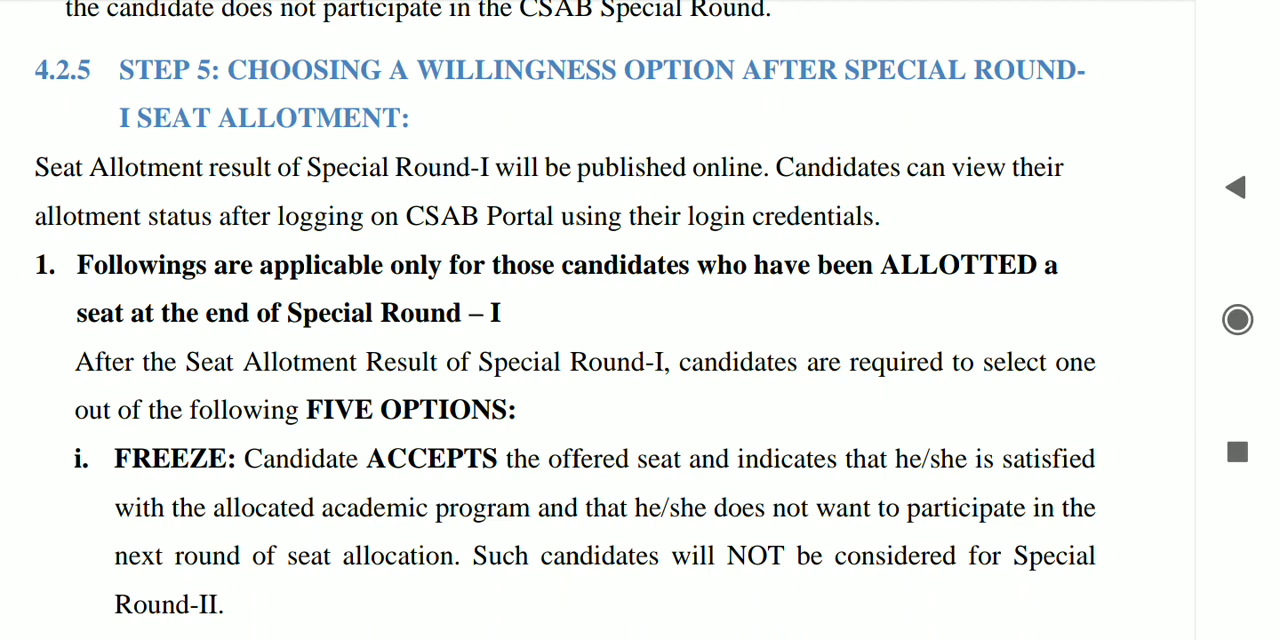 the candidate does not participate in the CSAB Special Round.
4.2.5 STEP 5: CHOOSING A WILLINGNESS OPTION AFTER SPECIAL ROUND-
I SEAT ALLOTMENT:
Seat Allotment result of Special Round-I will be published online. Candidates can view their
allotment status after logging on CSAB Portal using their login credentials.
1. Followings are applicable only for those candidates who have been ALLOTTED a
seat at the end of Special Round – I
After the Seat Allotment Result of Special Round-I, candidates are required to select one
out of the following FIVE OPTIONS:
i. FREEZE: Candidate ACCEPTS the offered seat and indicates that he/she is satisfied
with the allocated academic program and that he/she does not want to participate in the
next round of seat allocation. Such candidates will NOT be considered for Special
Round-II.